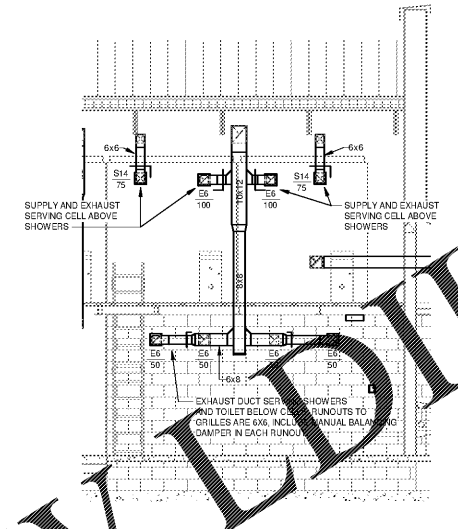 6x6
6x6
S14
75
E6
100
10x12
E6
100
S14
75
SUPPLY AND EXHAUST
SERVING CELL ABOVE
SHOWERS
SUPPLY AND EXHAUST
SERVING CELL ABOVE
SHOWERS
8x8
E6
50
E6
50
E6
50
E6
50
6x8
EXHAUST DUCT SERVING SHOWERS
AND TOILET BELOW CELLS. RUNOUTS TO
GRILLES ARE 6X6, INCLUDE MANUAL BALANCING
DAMPER IN EACH RUNOUT